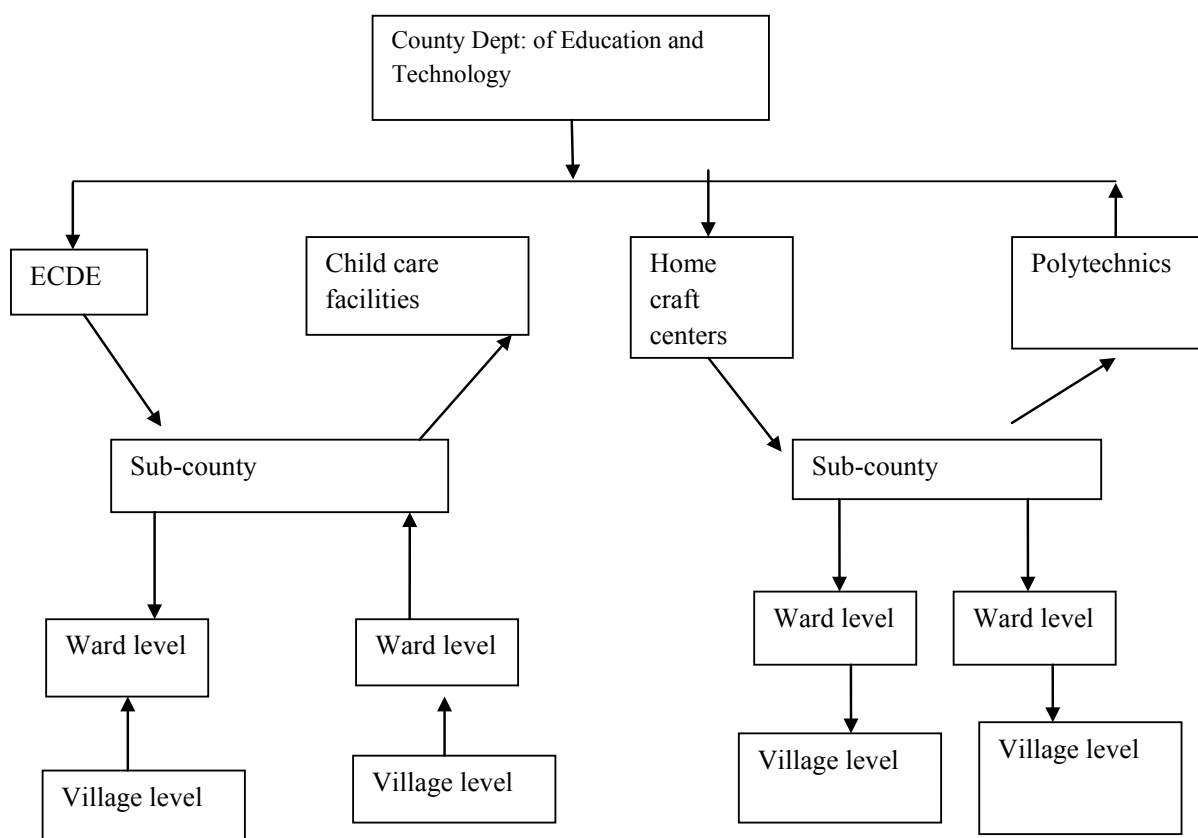 County Dept: of Education and
Technology
ECDE
Child care
facilities
Home
craft
centers
Polytechnics
Sub-county
Sub-county
Ward level
Ward level
Ward level
Ward level
Village level
Village level
Village level
Village level